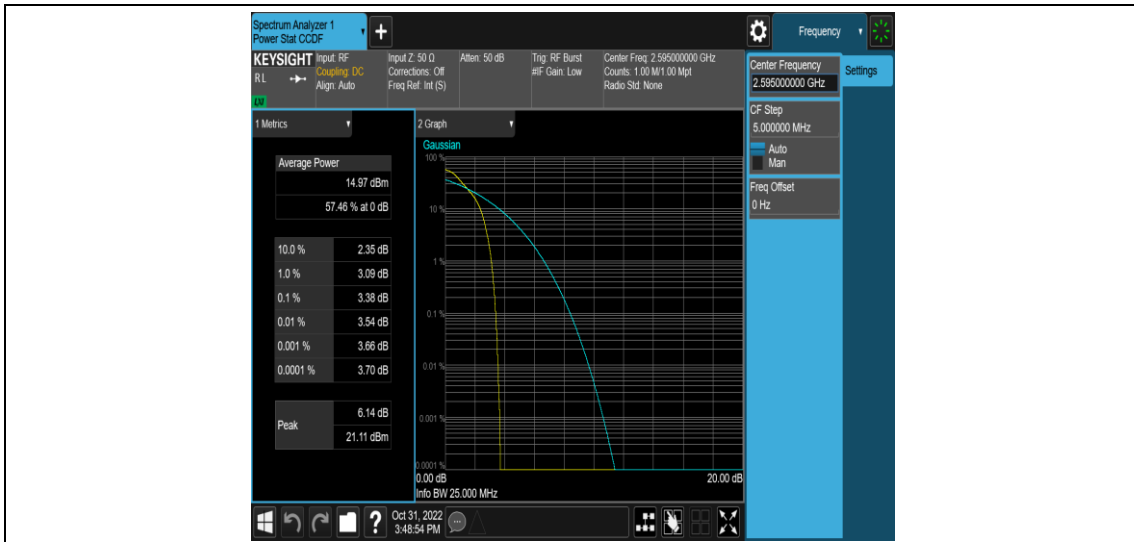 Spectrum Analyzer 1
Power Stat CCDF
+
Frequency
KEYSIGHT
RL
LXI
Input: RF
Coupling: DC
Align: Auto
Input Z: 50 Ω
Corrections: Off
Freq Ref: Int (S)
Atten: 50 dB
Trig: RF Burst
#IF Gain: Low
Center Freq: 2.595000000 GHz
Counts: 1.00 M/1.00 Mpt
Radio Std: None
Center Frequency
2.595000000 GHz
Settings
CF Step
5.000000 MHz
Auto
Man
Freq Offset
0 Hz
1 Metrics
Average Power
14.97 dBm
57.46 % at 0 dB
10.0 % 2.35 dB
1.0 % 3.09 dB
0.1 % 3.38 dB
0.01 % 3.54 dB
0.001 % 3.66 dB
0.0001 % 3.70 dB
Peak
6.14 dB
21.11 dBm
2 Graph
Gaussian
100 %
10 %
1 %
0.1 %
0.01 %
0.001 %
0.0001 %
0.00 dB 20.00 dB
Info BW 25.000 MHz
?
Oct 31, 2022
3:48:54 PM